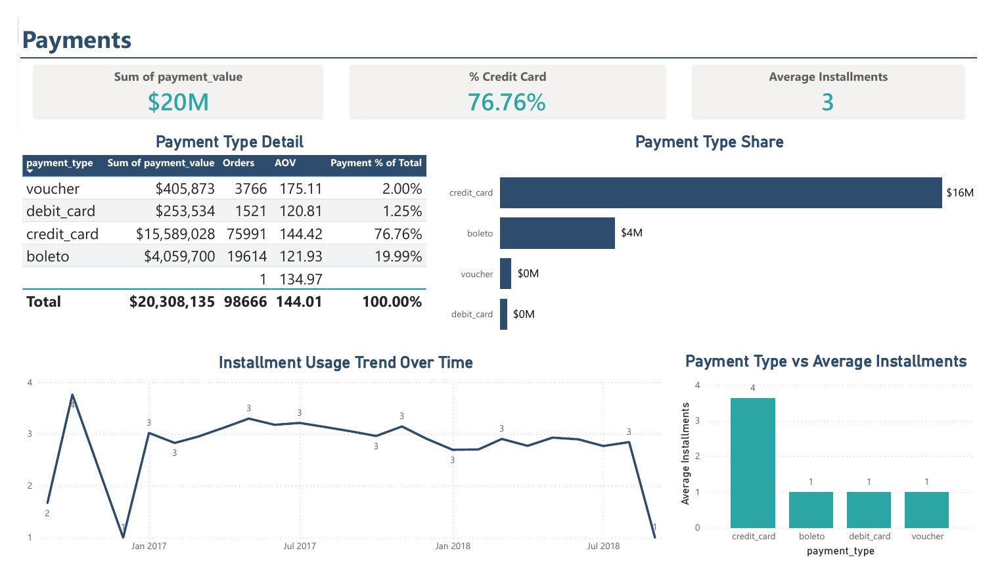 Payments
Sum of payment_value
$20M
% Credit Card
76.76%
Average Installments
3
Payment Type Detail
payment_type Sum of payment_value Orders AOV Payment % of Total
voucher $405,873 3766 175.11 2.00%
debit_card $253,534 1521 120.81 1.25%
credit_card $15,589,028 75991 144.42 76.76%
boleto $4,059,700 19614 121.93 19.99%
1 134.97
Total $20,308,135 98666 144.01 100.00%
Payment Type Share
credit_card $16M
boleto $4M
voucher $0M
debit_card $0M
Installment Usage Trend Over Time
4
3
2
1
2
4
1
3
3
3
3
3
3
3
3
3
1
Jan 2017 Jul 2017 Jan 2018 Jul 2018
Payment Type vs Average Installments
Average Installments
4
3
2
1
0
4
1
1
1
credit_card boleto debit_card voucher
payment_type